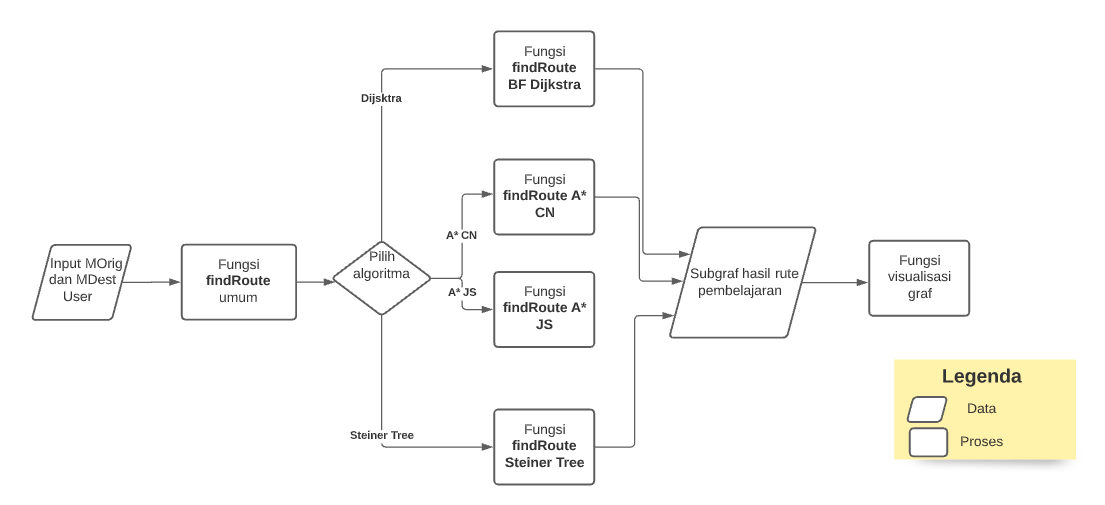 Input MOrig
dan MDest
User
Fungsi
findRoute
umum
Pilih
algoritma
Dijsktra
A* CN
A* JS
Steiner Tree
Fungsi
findRoute
BF Dijkstra
Fungsi
findRoute A*
CN
Fungsi
findRoute A*
JS
Fungsi
findRoute
Steiner Tree
Subgraf hasil rute
pembelajaran
Fungsi
visualisasi
graf
Legenda
Data
Proses